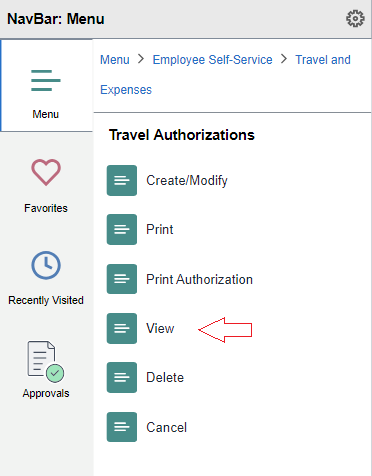 NavBar: Menu
Menu
Favorites
Recently Visited
Approvals
Menu > Employee Self-Service > Travel and
Expenses
Travel Authorizations
Create/Modify
Print
Print Authorization
View
Delete
Cancel